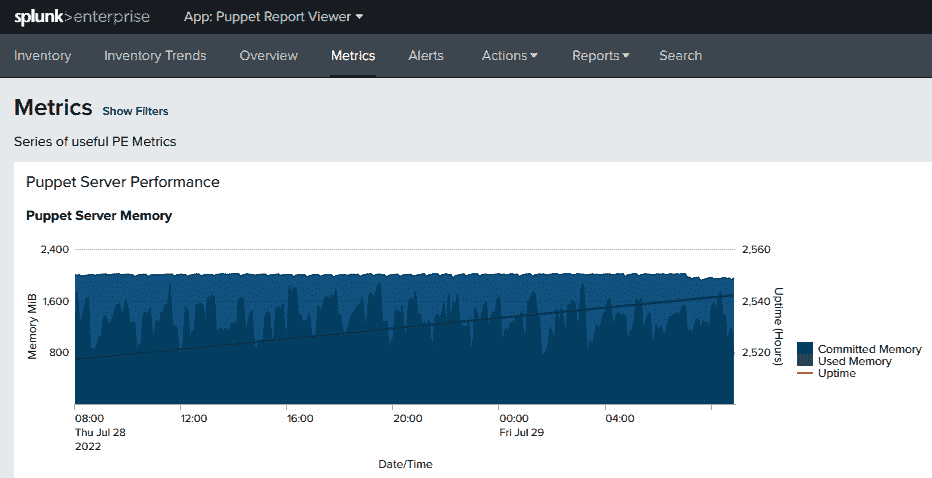 splunk>enterprise App: Puppet Report Viewer
Inventory Inventory Trends Overview Metrics Alerts Actions Reports Search
Metrics Show Filters
Series of useful PE Metrics
Puppet Server Performance
Puppet Server Memory
2,400 2,560
1,600 2,540
800 2,520
Memory MiB
Uptime (Hours)
Committed Memory
Used Memory
Uptime
08:00 12:00 16:00 20:00 00:00 04:00
Thu Jul 28 Fri Jul 29
2022
Date/Time